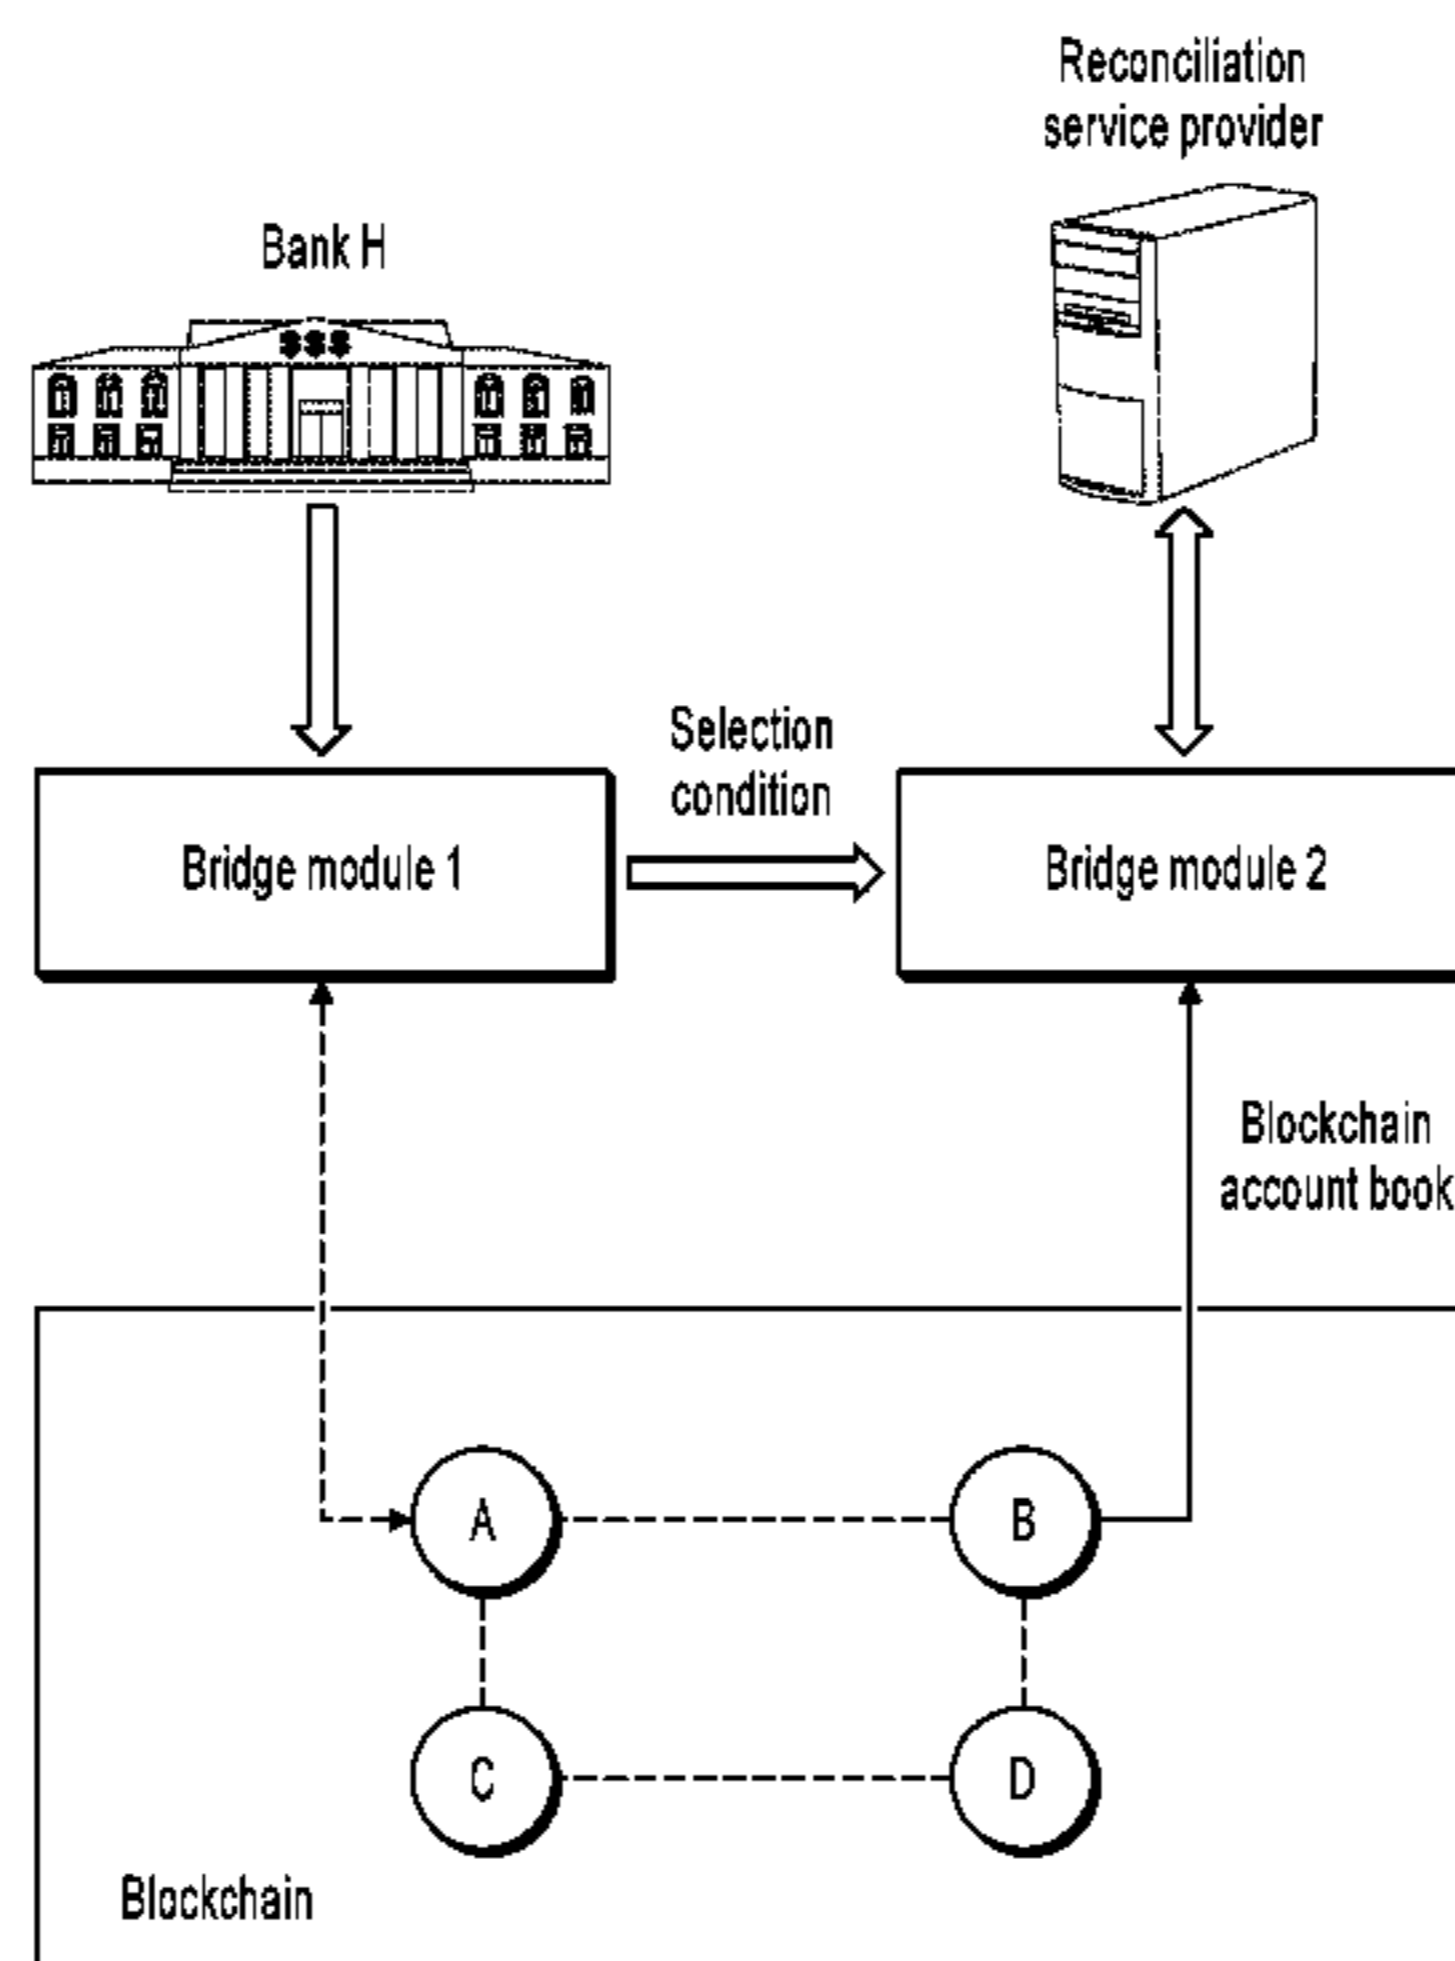 Reconciliation
service provider
Bank H
$$$
Selection
condition
Bridge module 1
Bridge module 2
Blockchain
account book
A
B
C
D
Blockchain